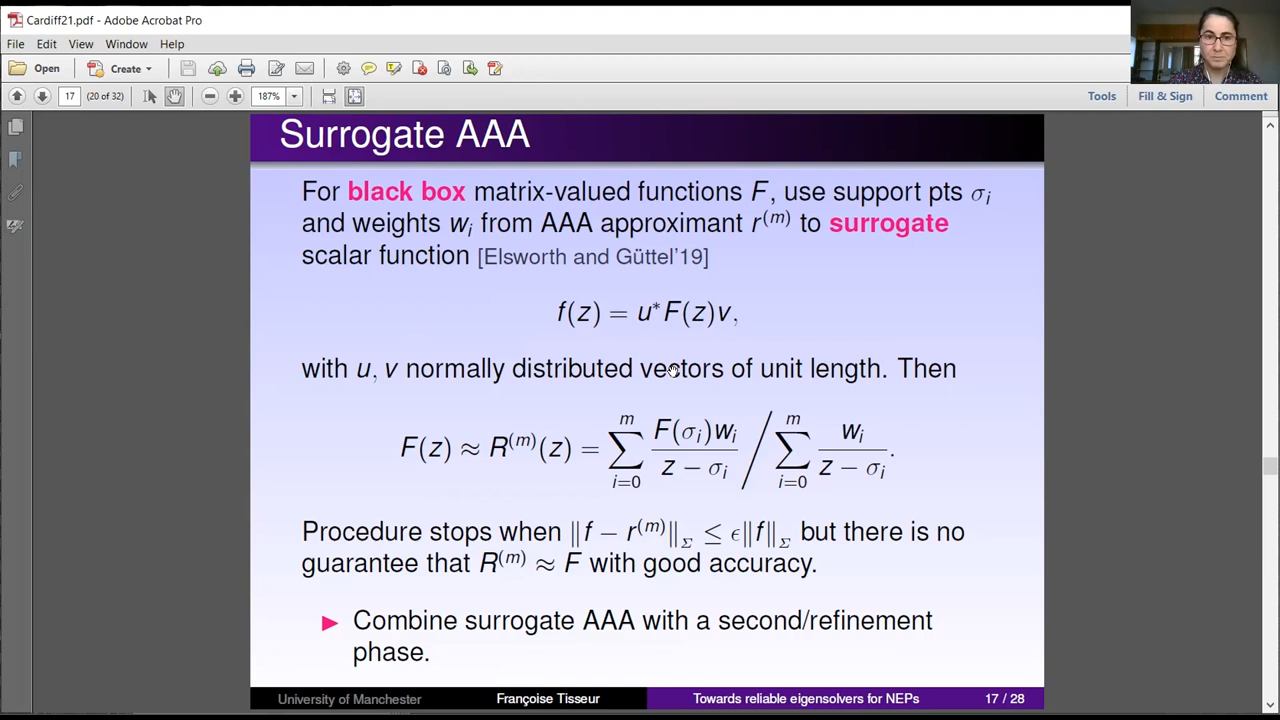 Cardiff21.pdf - Adobe Acrobat Pro
File Edit View Window Help
Open Create
17 (20 of 32) 187% Tools Fill & Sign Comment
Surrogate AAA
For black box matrix-valued functions F, use support pts σ_i
and weights w_i from AAA approximant r^(m) to surrogate
scalar function [Elsworth and Güttel'19]
f(z) = u*F(z)v,
with u, v normally distributed vectors of unit length. Then
F(z) ≈ R^(m)(z) = ∑_{i=0}^{m} F(σ_i)w_i / (z − σ_i) / ∑_{i=0}^{m} w_i / (z − σ_i).
Procedure stops when ‖f − r^(m)‖_Σ ≤ ϵ‖f‖_Σ but there is no
guarantee that R^(m) ≈ F with good accuracy.
▶ Combine surrogate AAA with a second/refinement
phase.
University of Manchester Françoise Tisseur Towards reliable eigensolvers for NEPs 17 / 28